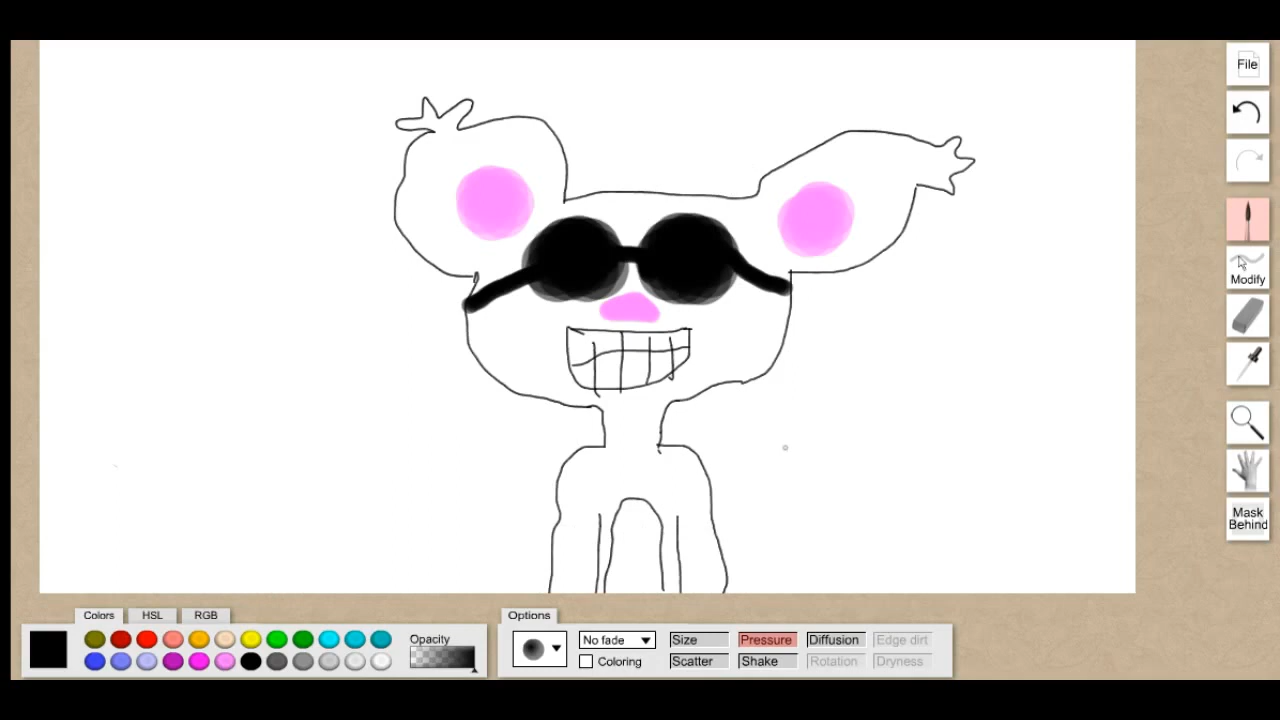 File
Modify
Mask
Behind
Colors HSL RGB
Opacity
Options
No fade
Coloring
Size Pressure Diffusion Edge dirt
Scatter Shake Rotation Dryness